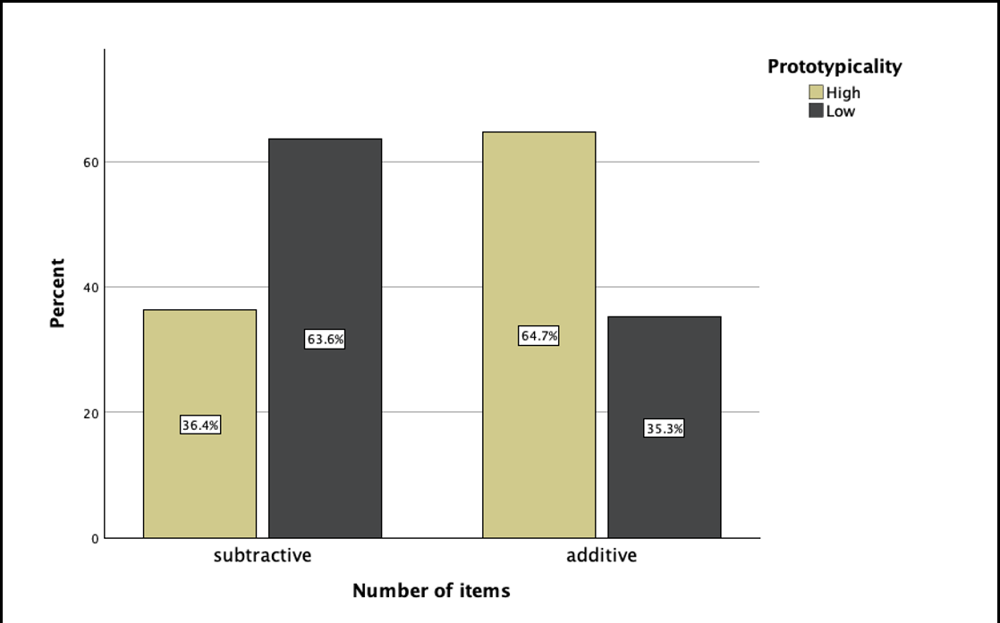 Prototypicality
High
Low
Percent
60
40
20
0
36.4%
63.6%
64.7%
35.3%
subtractive
additive
Number of items